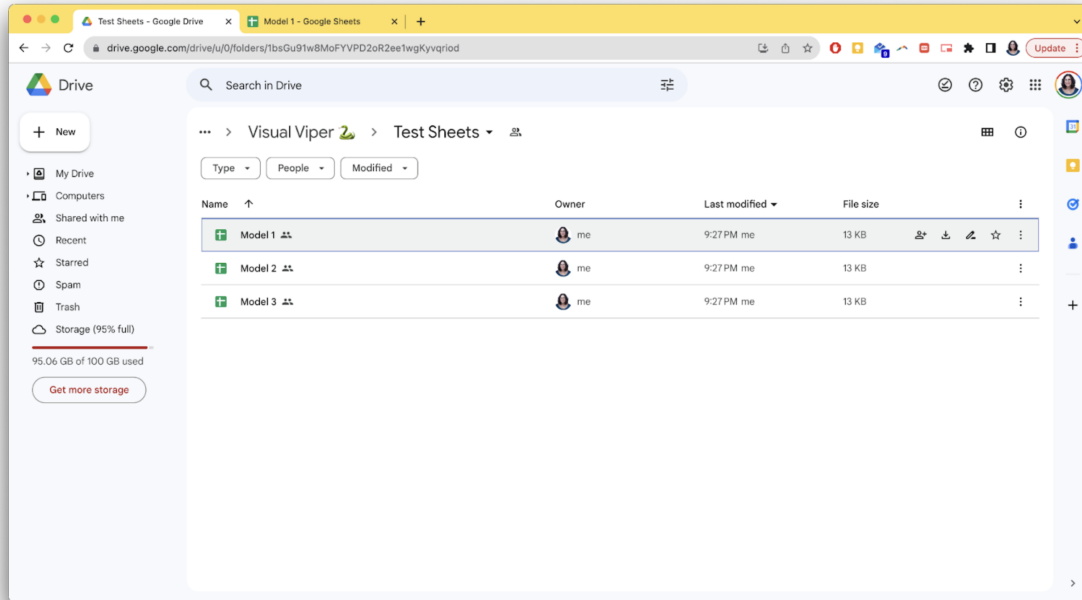 Test Sheets - Google Drive
Model 1 - Google Sheets
drive.google.com/drive/u/0/folders/1bsGu91w8MoFYVPD2oR2ee1wgKyvqriod
Update
Drive
Search in Drive
New
Visual Viper 🐍 > Test Sheets
Type
People
Modified
My Drive
Computers
Shared with me
Recent
Starred
Spam
Trash
Storage (95% full)
95.06 GB of 100 GB used
Get more storage
Name Owner Last modified File size
Model 1 me 9:27 PM me 13 KB
Model 2 me 9:27 PM me 13 KB
Model 3 me 9:27 PM me 13 KB